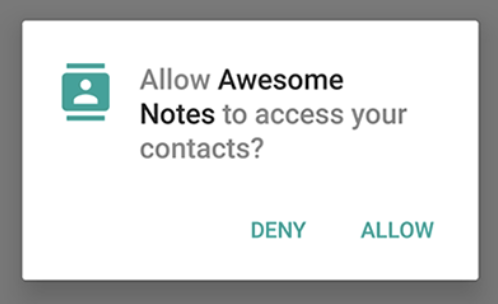 Allow Awesome
Notes to access your
contacts?
DENY ALLOW